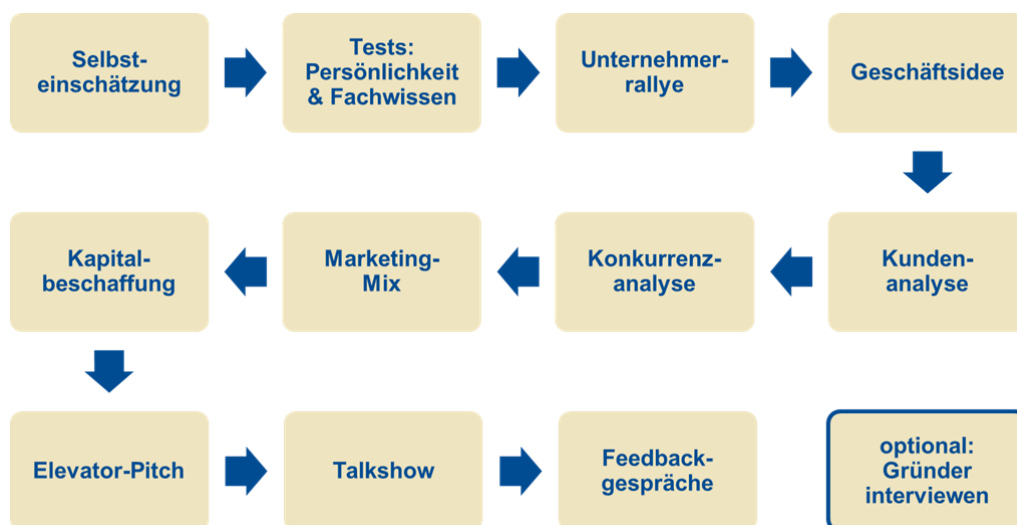 Selbst-
einschätzung
Tests:
Persönlichkeit
& Fachwissen
Unternehmer-
rallye
Geschäftsidee
Kapital-
beschaffung
Marketing-
Mix
Konkurrenz-
analyse
Kunden-
analyse
Elevator-Pitch
Talkshow
Feedback-
gespräche
optional:
Gründer
interviewen